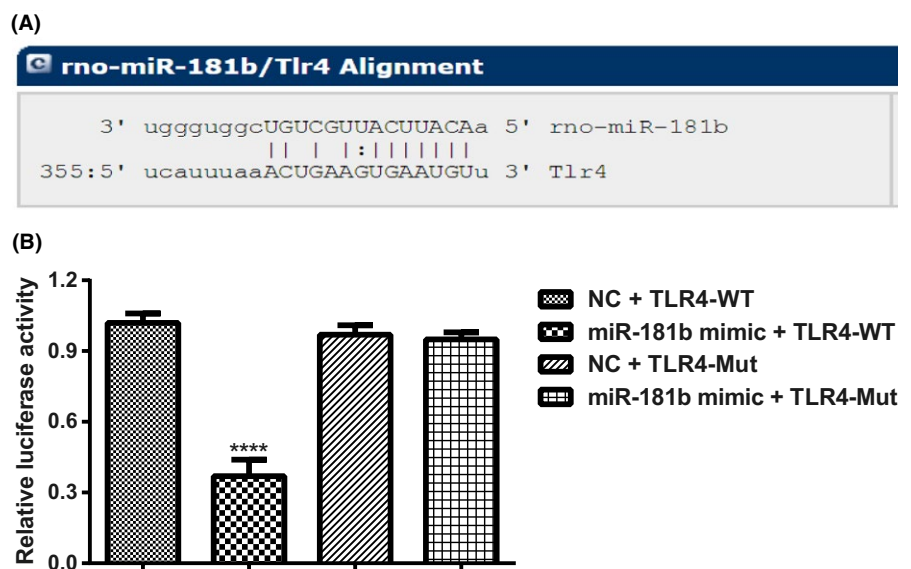 (A)
C rno-miR-181b/Tlr4 Alignment
3' ugggugg​cUGUCGUUACUUACAa 5' rno-miR-181b
|| | |:|||||||
355:5' ucauuuaaACUGAAGUGAAUGUu 3' Tlr4
(B)
Relative luciferase activity
1.2
0.9
0.6
0.3
0.0
****
NC + TLR4-WT
miR-181b mimic + TLR4-WT
NC + TLR4-Mut
miR-181b mimic + TLR4-Mut